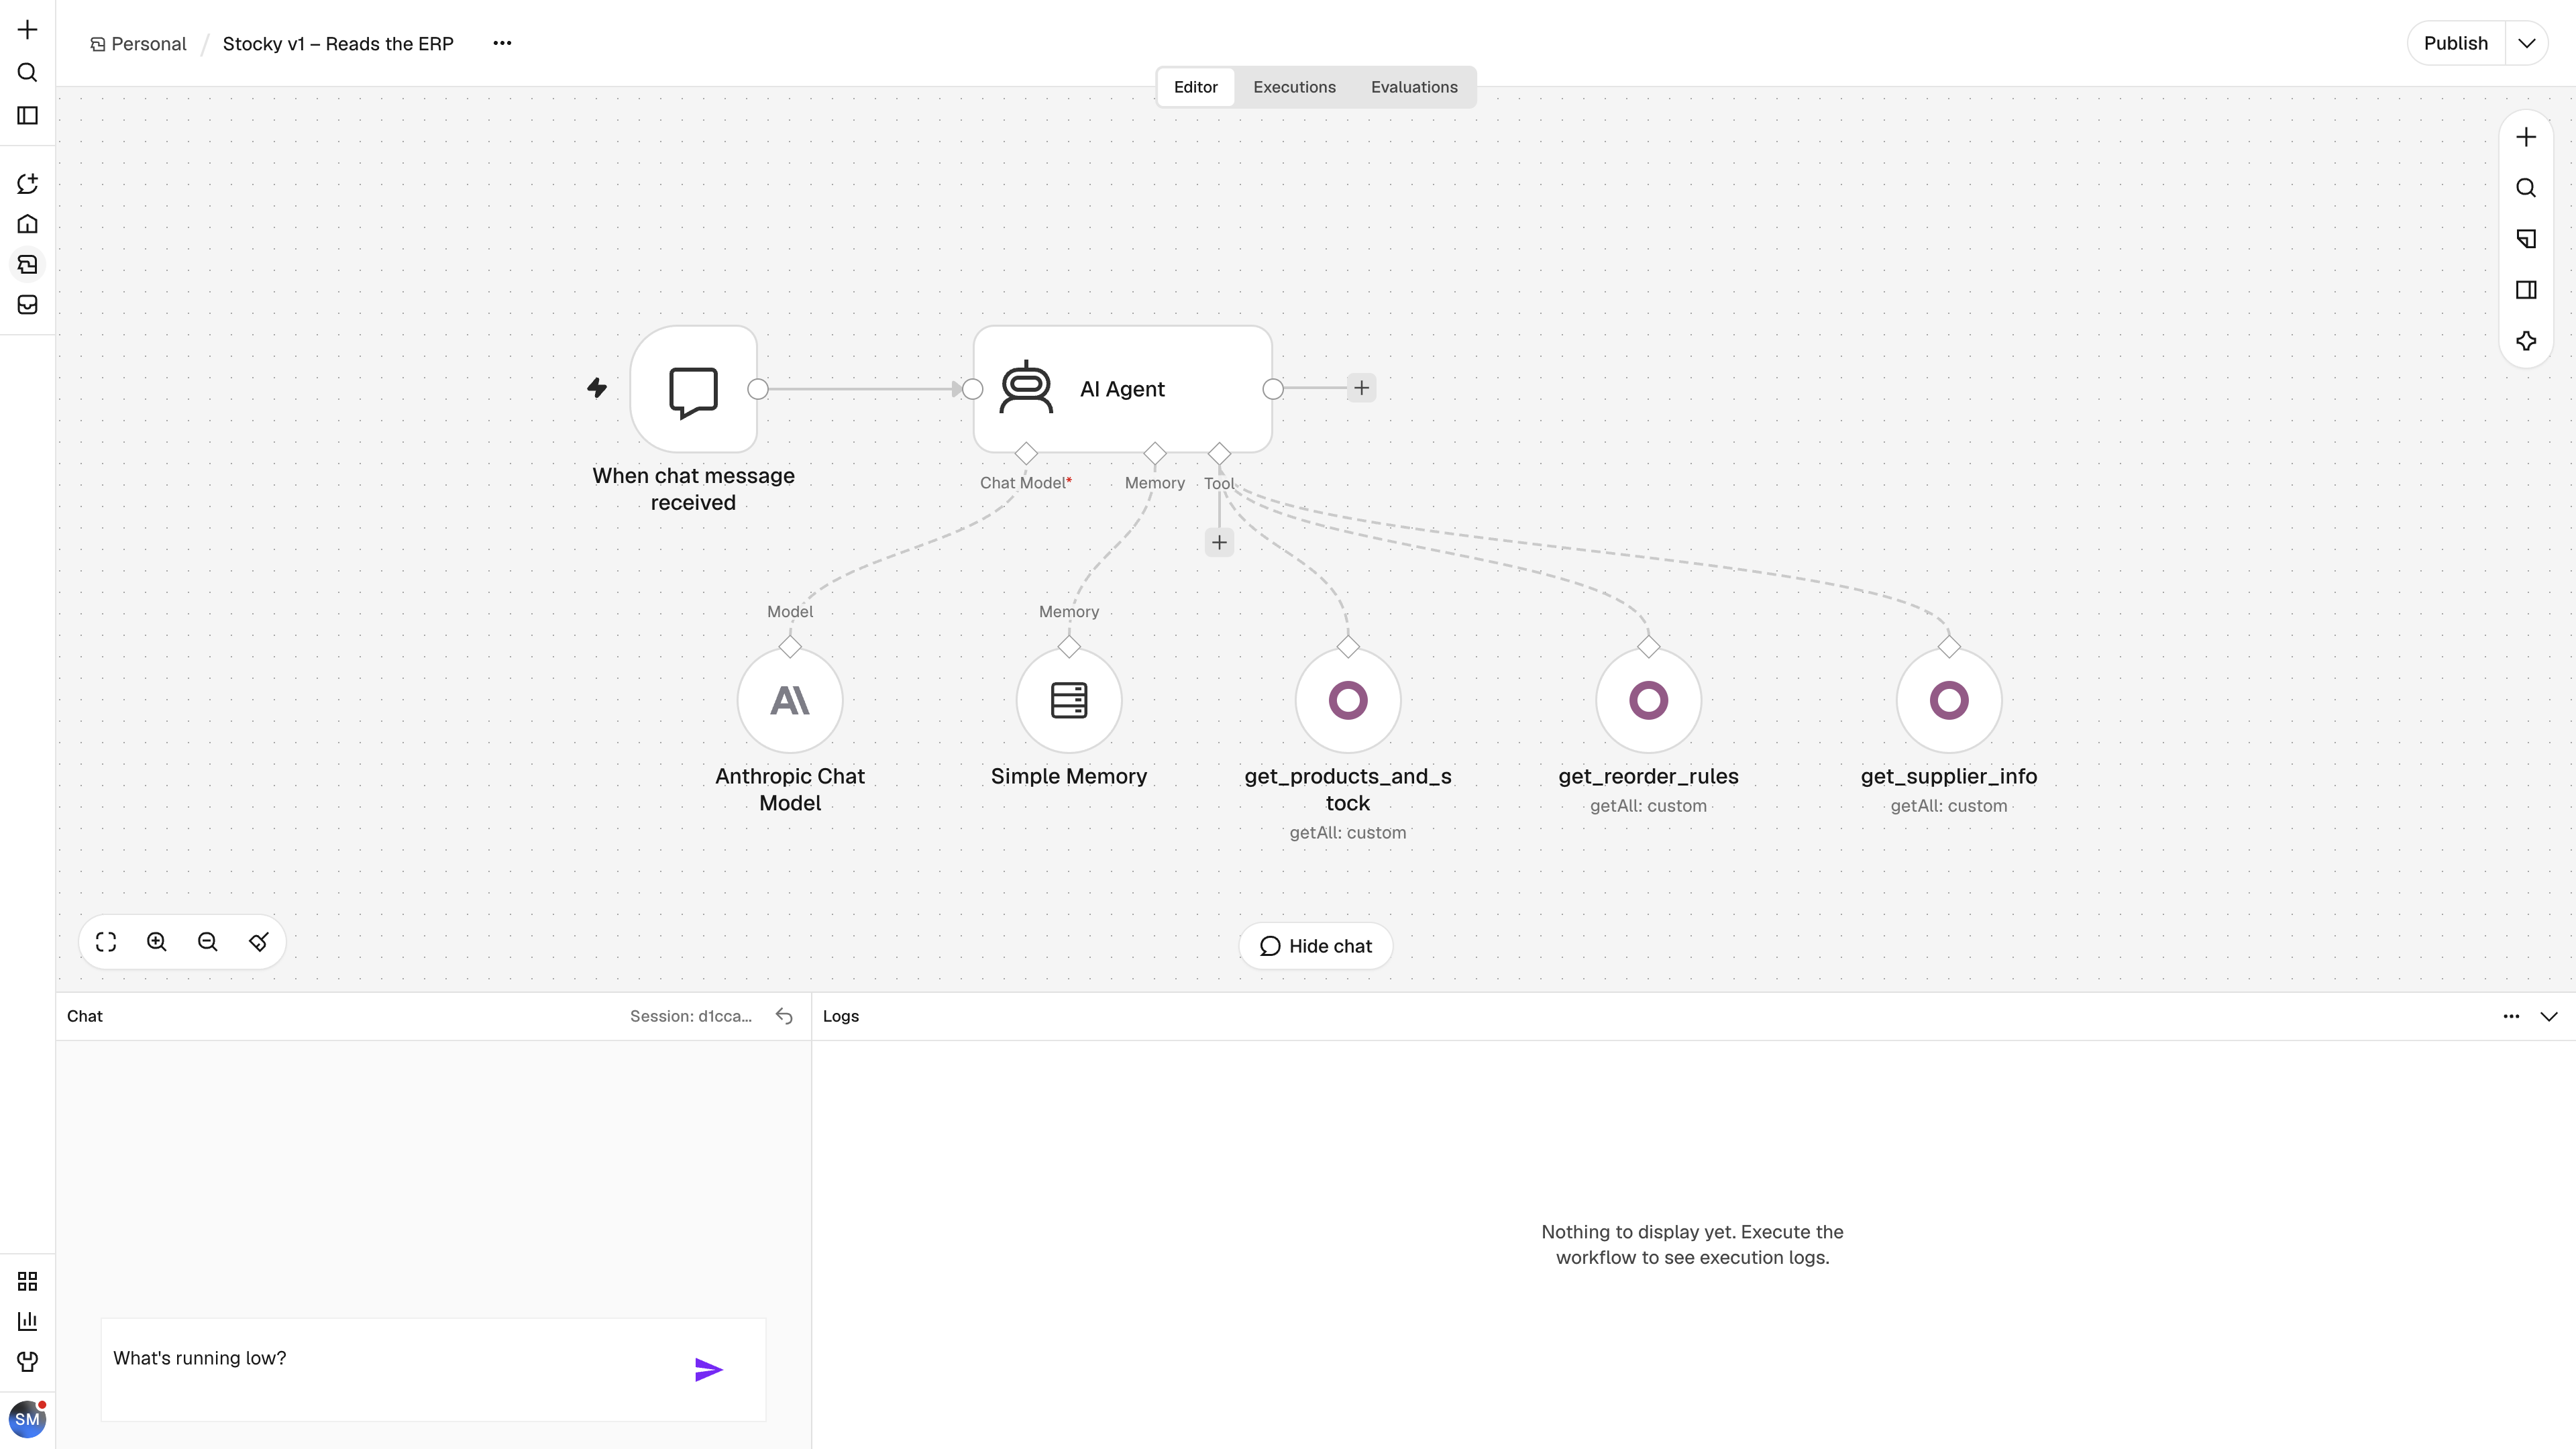 Personal / Stocky v1 – Reads the ERP
Publish
Editor Executions Evaluations
AI Agent
When chat message
received
Chat Model* Memory Tool
Model
Memory
Anthropic Chat
Model
Simple Memory
get_products_and_s
tock
getAll: custom
get_reorder_rules
getAll: custom
get_supplier_info
getAll: custom
Hide chat
Chat
Session: d1cca...
Logs
Nothing to display yet. Execute the
workflow to see execution logs.
What's running low?
SM